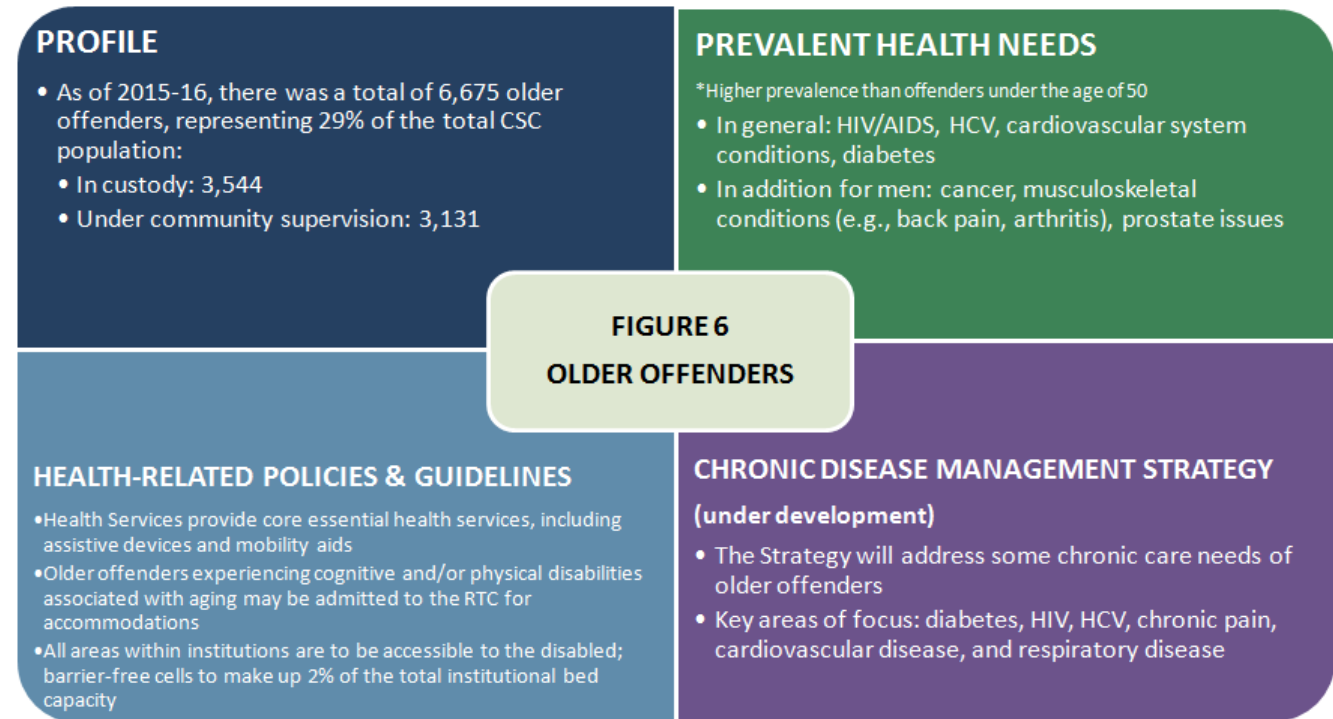 PROFILE
• As of 2015-16, there was a total of 6,675 older
offenders, representing 29% of the total CSC
population:
• In custody: 3,544
• Under community supervision: 3,131
PREVALENT HEALTH NEEDS
*Higher prevalence than offenders under the age of 50
• In general: HIV/AIDS, HCV, cardiovascular system
conditions, diabetes
• In addition for men: cancer, musculoskeletal
conditions (e.g., back pain, arthritis), prostate issues
FIGURE 6
OLDER OFFENDERS
HEALTH-RELATED POLICIES & GUIDELINES
•Health Services provide core essential health services, including
assistive devices and mobility aids
•Older offenders experiencing cognitive and/or physical disabilities
associated with aging may be admitted to the RTC for
accommodations
•All areas within institutions are to be accessible to the disabled;
barrier-free cells to make up 2% of the total institutional bed
capacity
CHRONIC DISEASE MANAGEMENT STRATEGY
(under development)
• The Strategy will address some chronic care needs of
older offenders
• Key areas of focus: diabetes, HIV, HCV, chronic pain,
cardiovascular disease, and respiratory disease